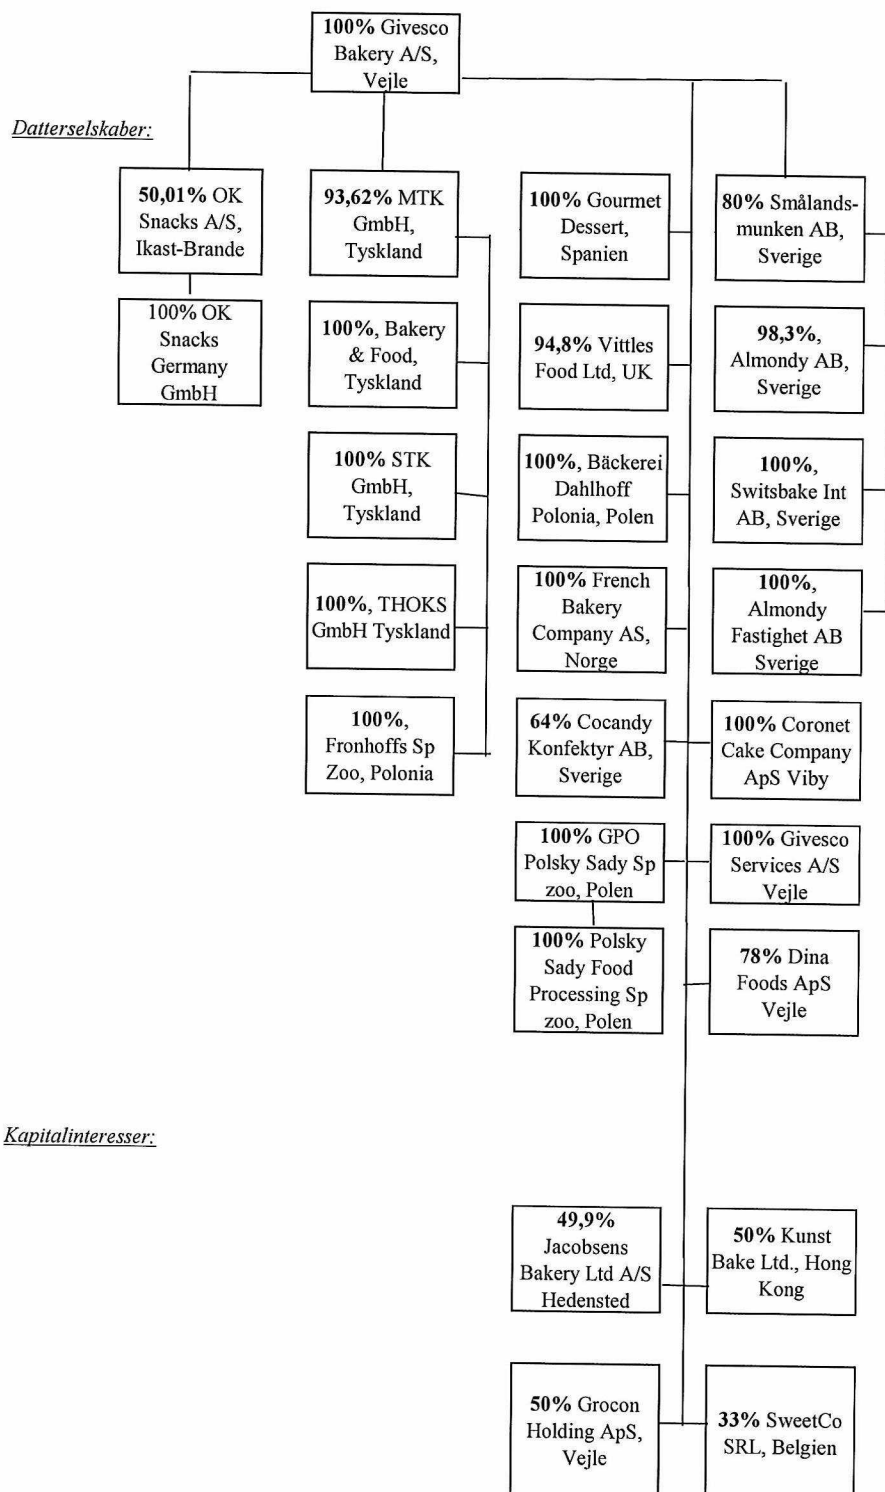 100% Givesco
Bakery A/S,
Vejle
Datterselskaber:
50,01% OK
Snacks A/S,
Ikast-Brande
100% OK
Snacks
Germany
GmbH
93,62% MTK
GmbH,
Tyskland
100%, Bakery
& Food,
Tyskland
100% STK
GmbH,
Tyskland
100%, THOKS
GmbH Tyskland
100%,
Fronhoffs Sp
Zoo, Polonia
100% Gourmet
Dessert,
Spanien
94,8% Vittles
Food Ltd, UK
100%, Bäckerei
Dahlhoff
Polonia, Polen
100% French
Bakery
Company AS,
Norge
64% Cocandy
Konfektyr AB,
Sverige
100% GPO
Polsky Sady Sp
zoo, Polen
100% Polsky
Sady Food
Processing Sp
zoo, Polen
80% Smålands-
munken AB,
Sverige
98,3%,
Almondy AB,
Sverige
100%,
Switsbake Int
AB, Sverige
100%,
Almondy
Fastighet AB
Sverige
100% Coronet
Cake Company
ApS Viby
100% Givesco
Services A/S
Vejle
78% Dina
Foods ApS
Vejle
Kapitalinteresser:
49,9%
Jacobsens
Bakery Ltd A/S
Hedensted
50% Kunst
Bake Ltd., Hong
Kong
50% Grocon
Holding ApS,
Vejle
33% SweetCo
SRL, Belgien